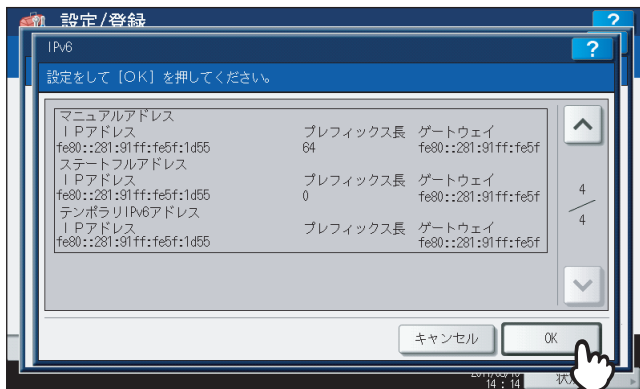 設定/登録
?
IPv6
?
設定をして [OK] を押してください。
マニュアルアドレス
IPアドレス プレフィックス長 ゲートウェイ
fe80::281:91ff:fe5f:1d55 64 fe80::281:91ff:fe5f
ステートフルアドレス
IPアドレス プレフィックス長 ゲートウェイ
fe80::281:91ff:fe5f:1d55 0 fe80::281:91ff:fe5f
テンポラリIPv6アドレス
IPアドレス プレフィックス長 ゲートウェイ
fe80::281:91ff:fe5f:1d55 fe80::281:91ff:fe5f
4
4
キャンセル OK
14 : 14